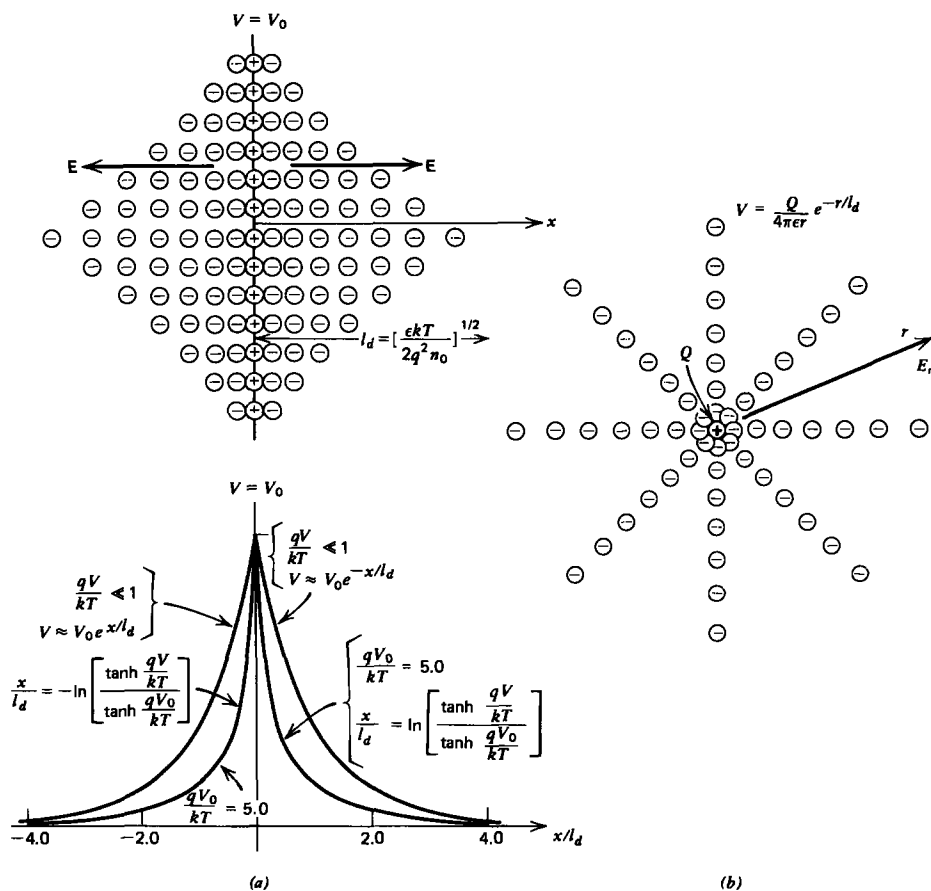 V = V₀
E
E
x
l_d = [εkT / 2q²n₀]^{1/2}
V = Q / 4πεr e^{−r/l_d}
r
E_r
Q
V = V₀
qV / kT ≪ 1
V ≈ V₀e^{−x/l_d}
qV / kT ≪ 1
V ≈ V₀e^{x/l_d}
x / l_d = −ln [tanh qV / kT / tanh qV₀ / kT]
qV₀ / kT = 5.0
x / l_d = ln [tanh qV / kT / tanh qV₀ / kT]
qV₀ / kT = 5.0
−4.0
−2.0
2.0
4.0
x/l_d
(a)
(b)